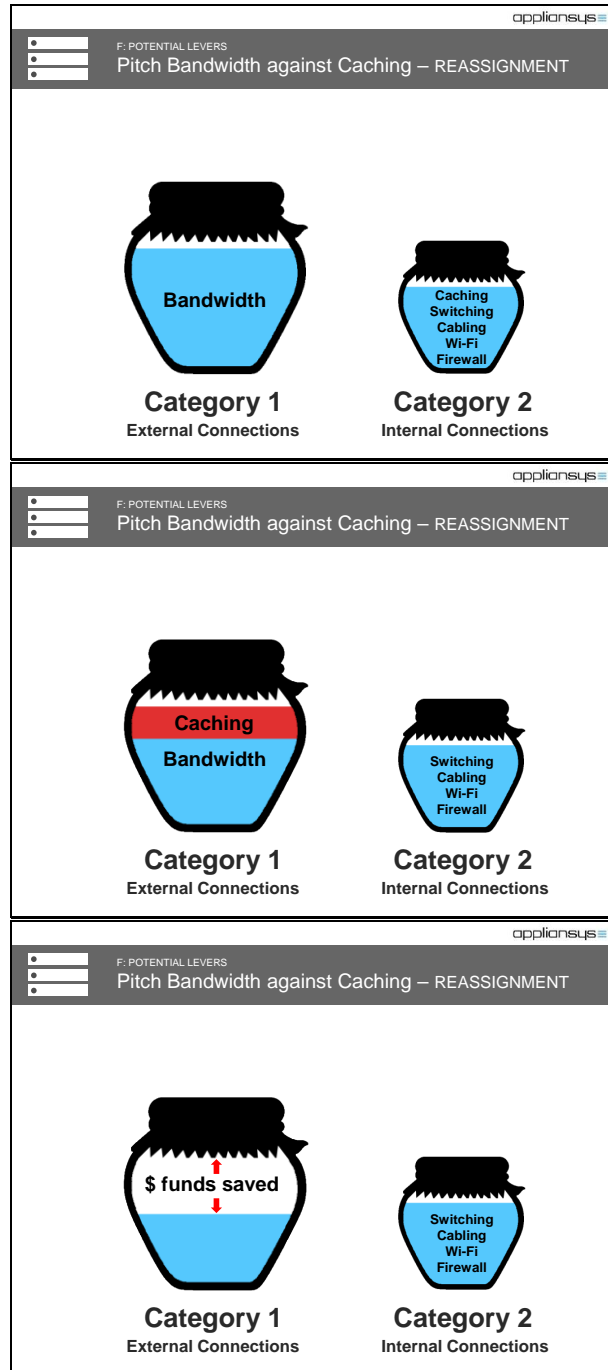 appliansys
F: POTENTIAL LEVERS
Pitch Bandwidth against Caching – REASSIGNMENT
Bandwidth
Caching
Switching
Cabling
Wi-Fi
Firewall
Category 1
External Connections
Category 2
Internal Connections
appliansys
F: POTENTIAL LEVERS
Pitch Bandwidth against Caching – REASSIGNMENT
Caching
Bandwidth
Switching
Cabling
Wi-Fi
Firewall
Category 1
External Connections
Category 2
Internal Connections
appliansys
F: POTENTIAL LEVERS
Pitch Bandwidth against Caching – REASSIGNMENT
$ funds saved
Switching
Cabling
Wi-Fi
Firewall
Category 1
External Connections
Category 2
Internal Connections